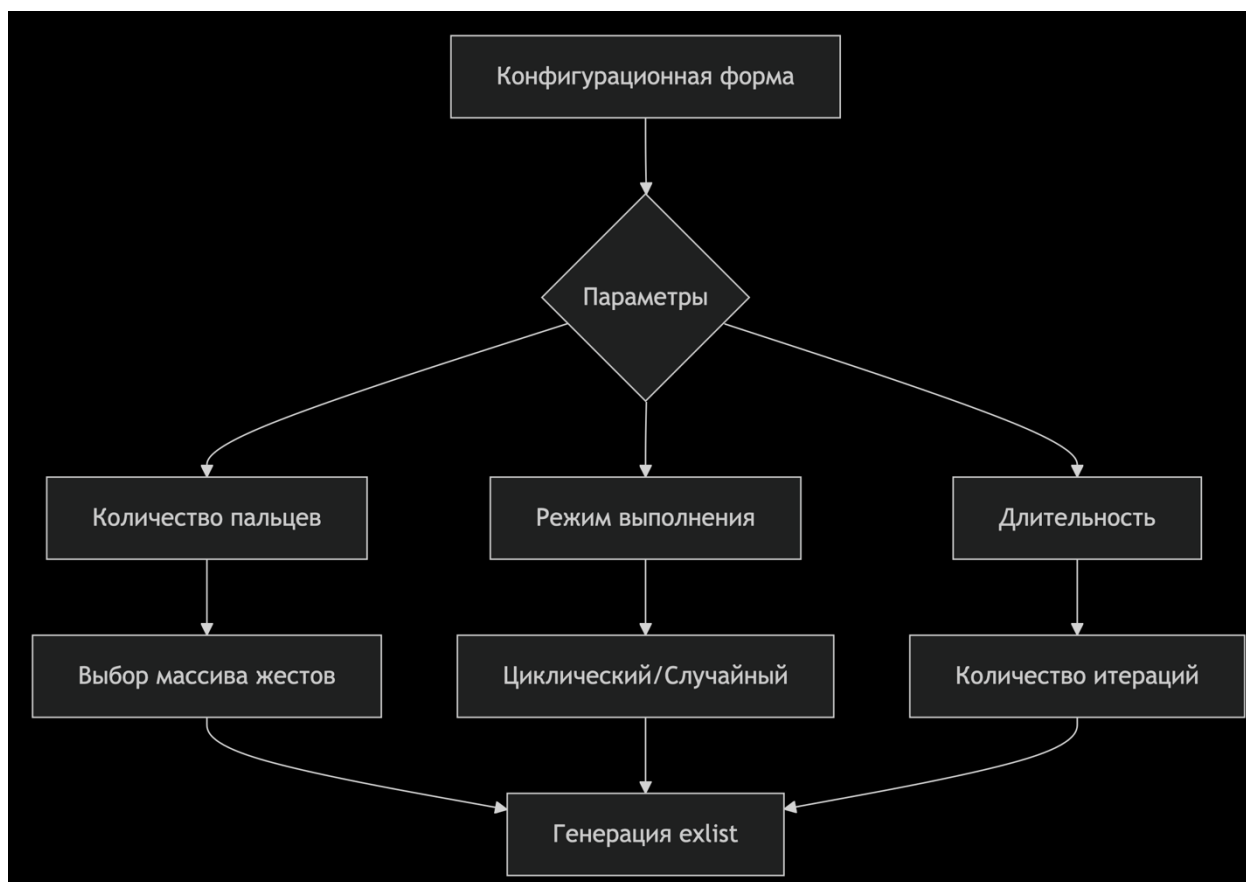 Конфигурационная форма
Параметры
Количество пальцев
Режим выполнения
Длительность
Выбор массива жестов
Циклический/Случайный
Количество итераций
Генерация exlist